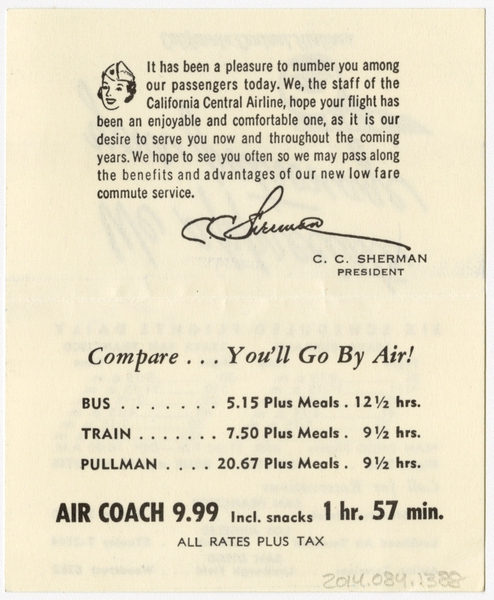 It has been a pleasure to number you among
our passengers today. We, the staff of the
California Central Airline, hope your flight has
been an enjoyable and comfortable one, as it is our
desire to serve you now and throughout the coming
years. We hope to see you often so we may pass along
the benefits and advantages of our new low fare
commute service.
C. C. Sherman
C. C. SHERMAN
PRESIDENT
Compare . . . You'll Go By Air!
BUS . . . . . . . 5.15 Plus Meals . 12½ hrs.
TRAIN . . . . . . . 7.50 Plus Meals . 9½ hrs.
PULLMAN . . . . 20.67 Plus Meals . 9½ hrs.
AIR COACH 9.99 Incl. snacks 1 hr. 57 min.
ALL RATES PLUS TAX
2014.089.1388